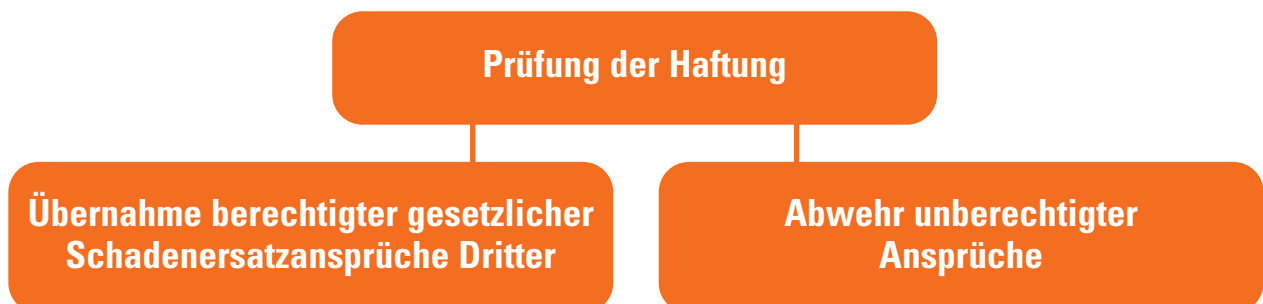 Prüfung der Haftung
Übernahme berechtigter gesetzlicher
Schadenersatzansprüche Dritter
Abwehr unberechtigter
Ansprüche